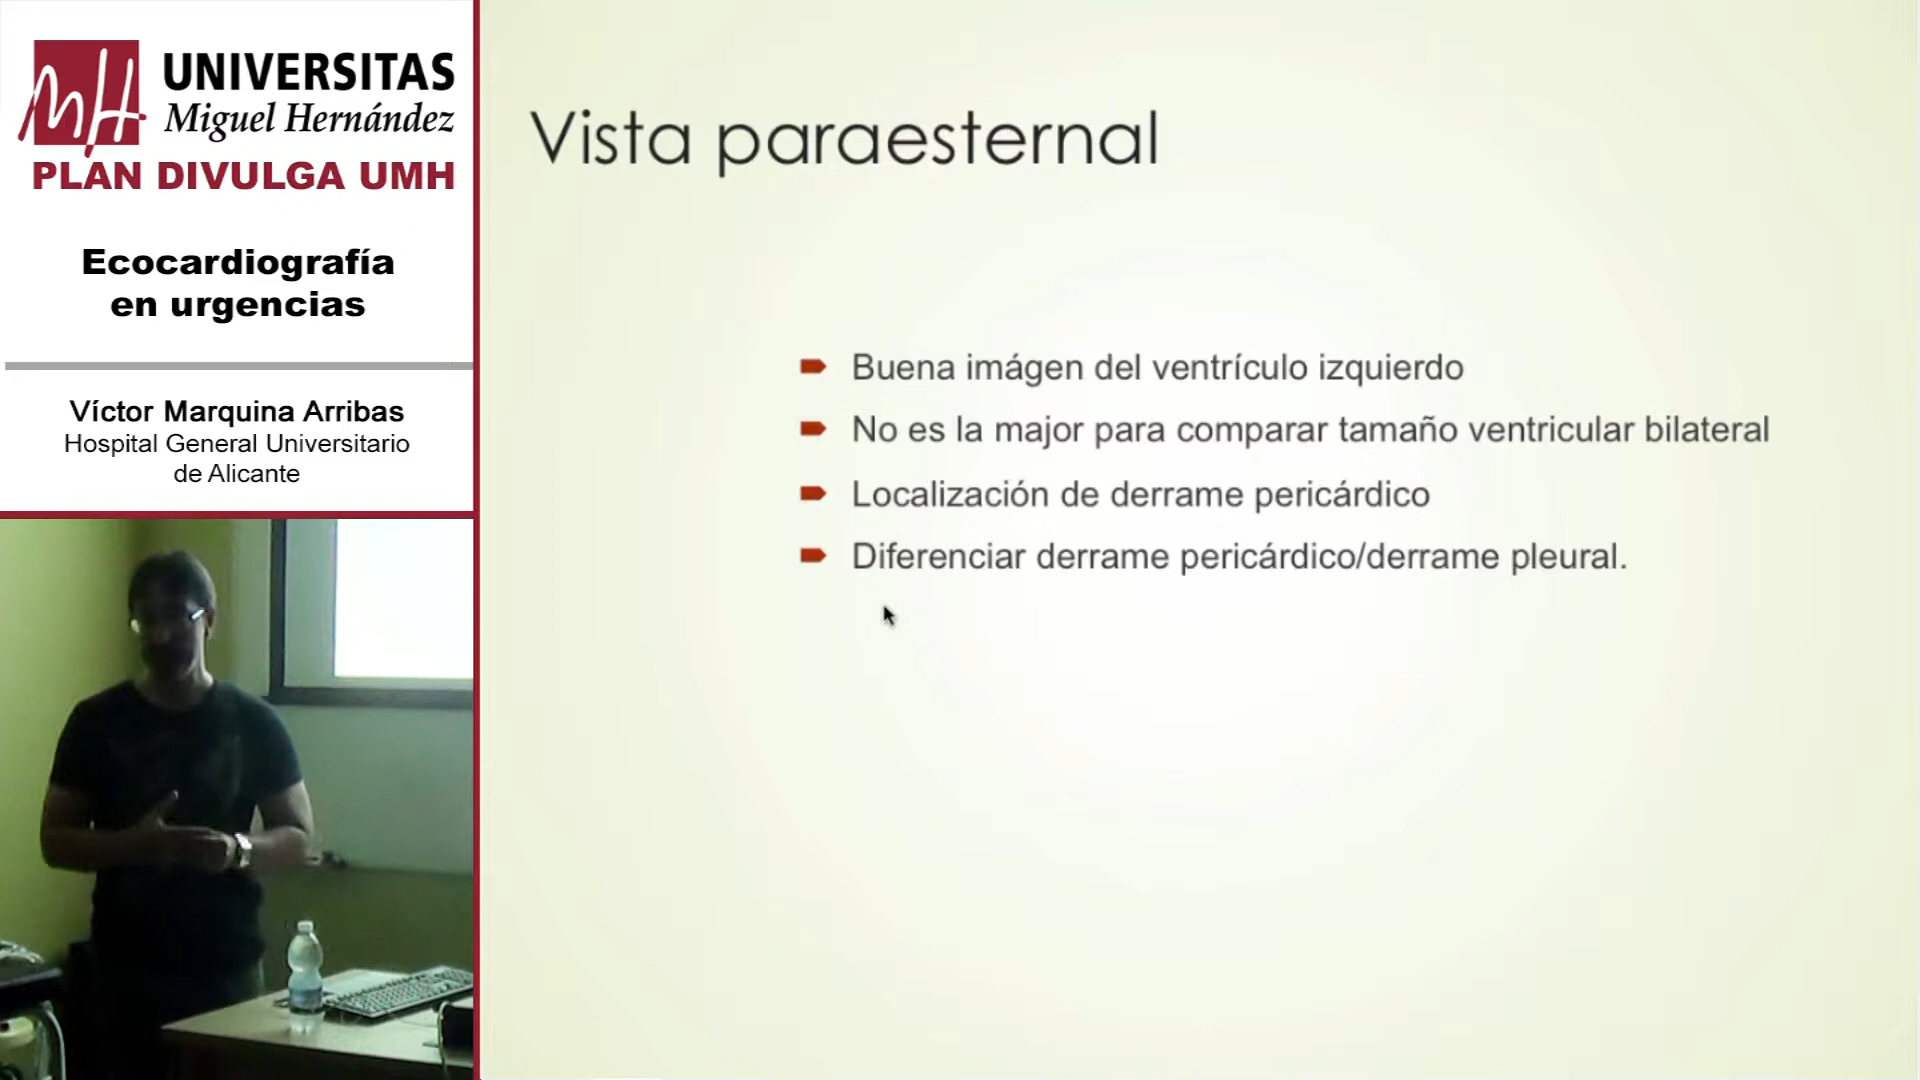 UNIVERSITAS
Miguel Hernández
PLAN DIVULGA UMH
Ecocardiografía
en urgencias
Víctor Marquina Arribas
Hospital General Universitario
de Alicante
Vista paraesternal
Buena imágen del ventrículo izquierdo
No es la major para comparar tamaño ventricular bilateral
Localización de derrame pericárdico
Diferenciar derrame pericárdico/derrame pleural.